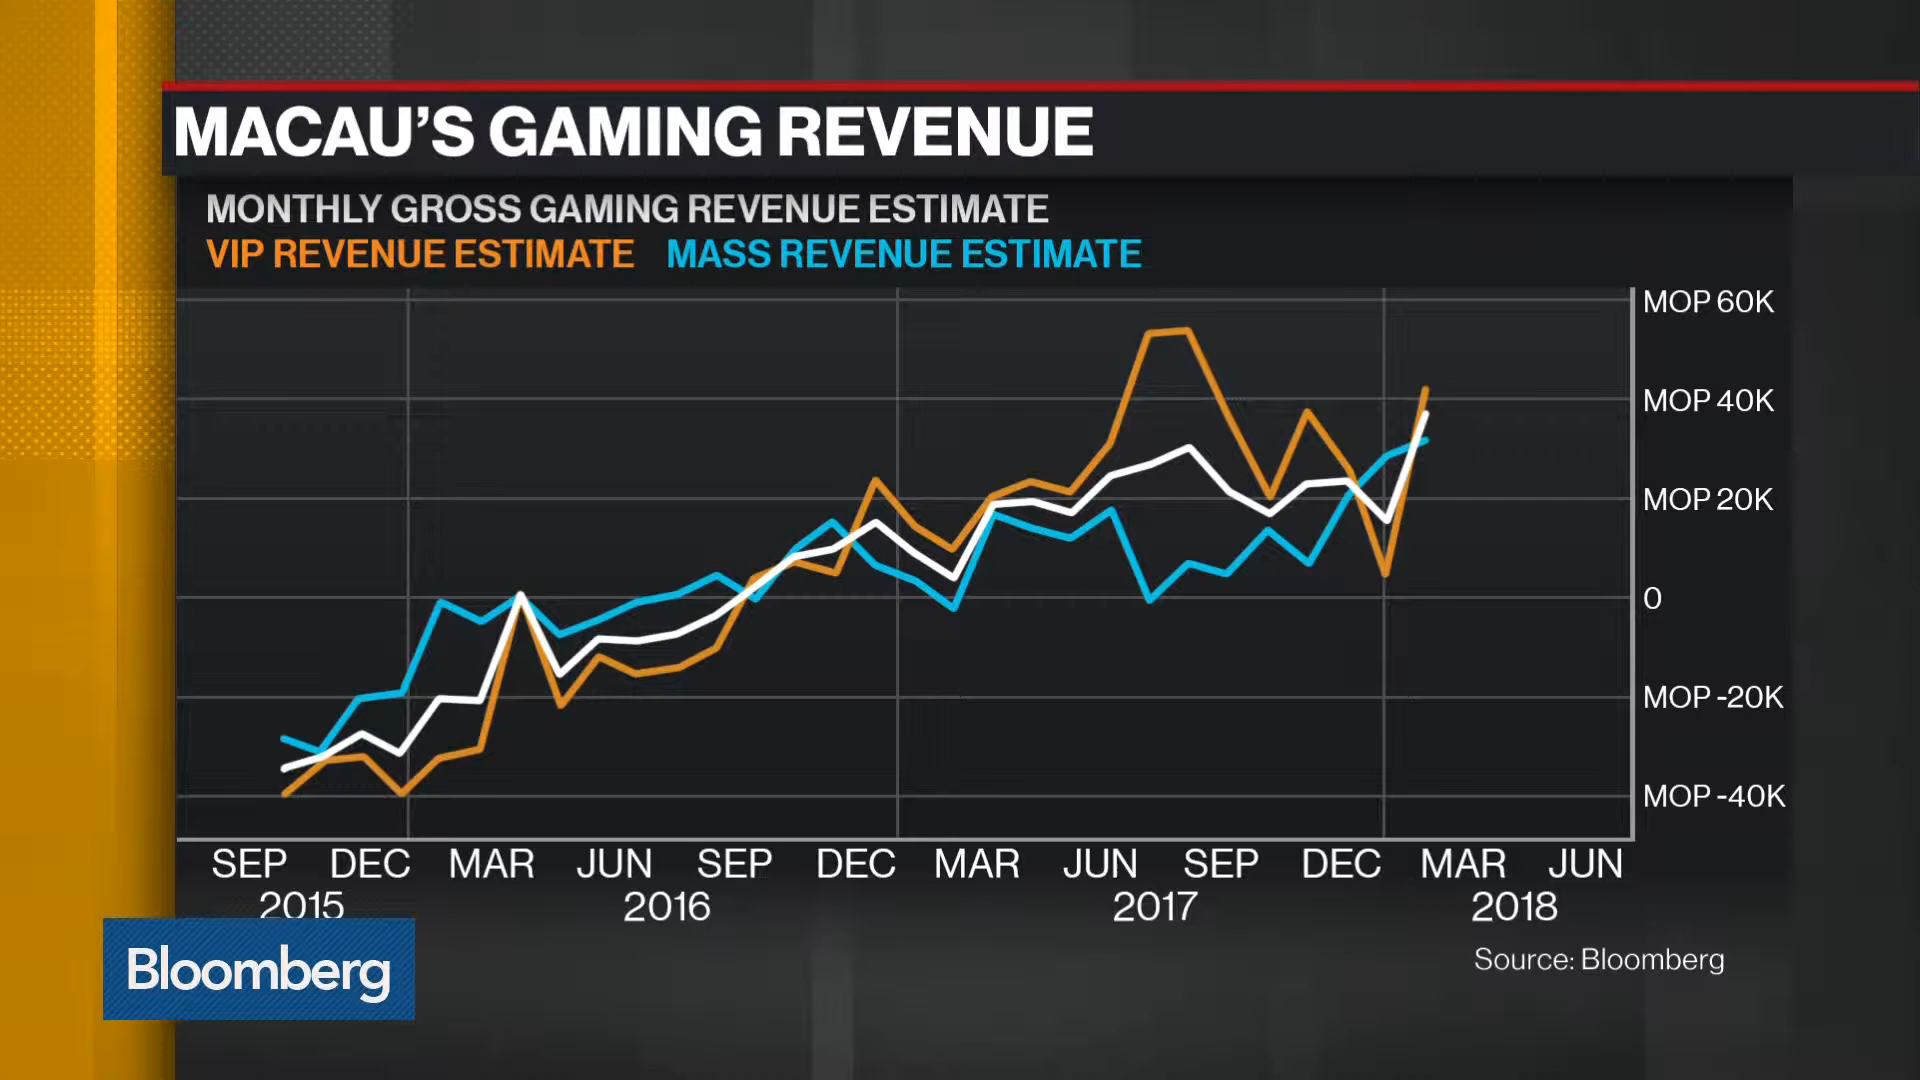 MACAU'S GAMING REVENUE
MONTHLY GROSS GAMING REVENUE ESTIMATE
VIP REVENUE ESTIMATE MASS REVENUE ESTIMATE
MOP 60K
MOP 40K
MOP 20K
0
MOP -20K
MOP -40K
SEP DEC MAR JUN SEP DEC MAR JUN SEP DEC MAR JUN
2015 2016 2017 2018
Bloomberg
Source: Bloomberg